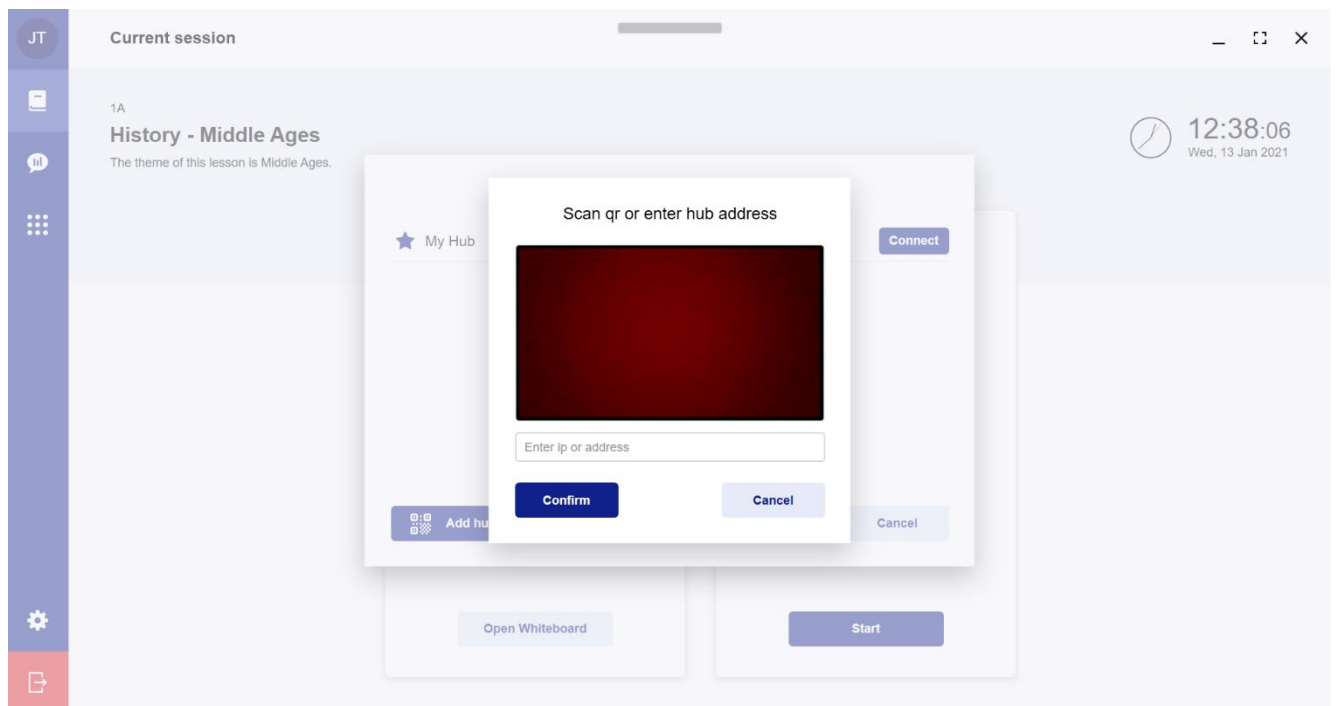 JT
Current session
1A
History - Middle Ages
The theme of this lesson is Middle Ages.
12:38:06
Wed, 13 Jan 2021
Scan qr or enter hub address
My Hub
Connect
Enter ip or address
Confirm
Cancel
Add hu
Cancel
Open Whiteboard
Start